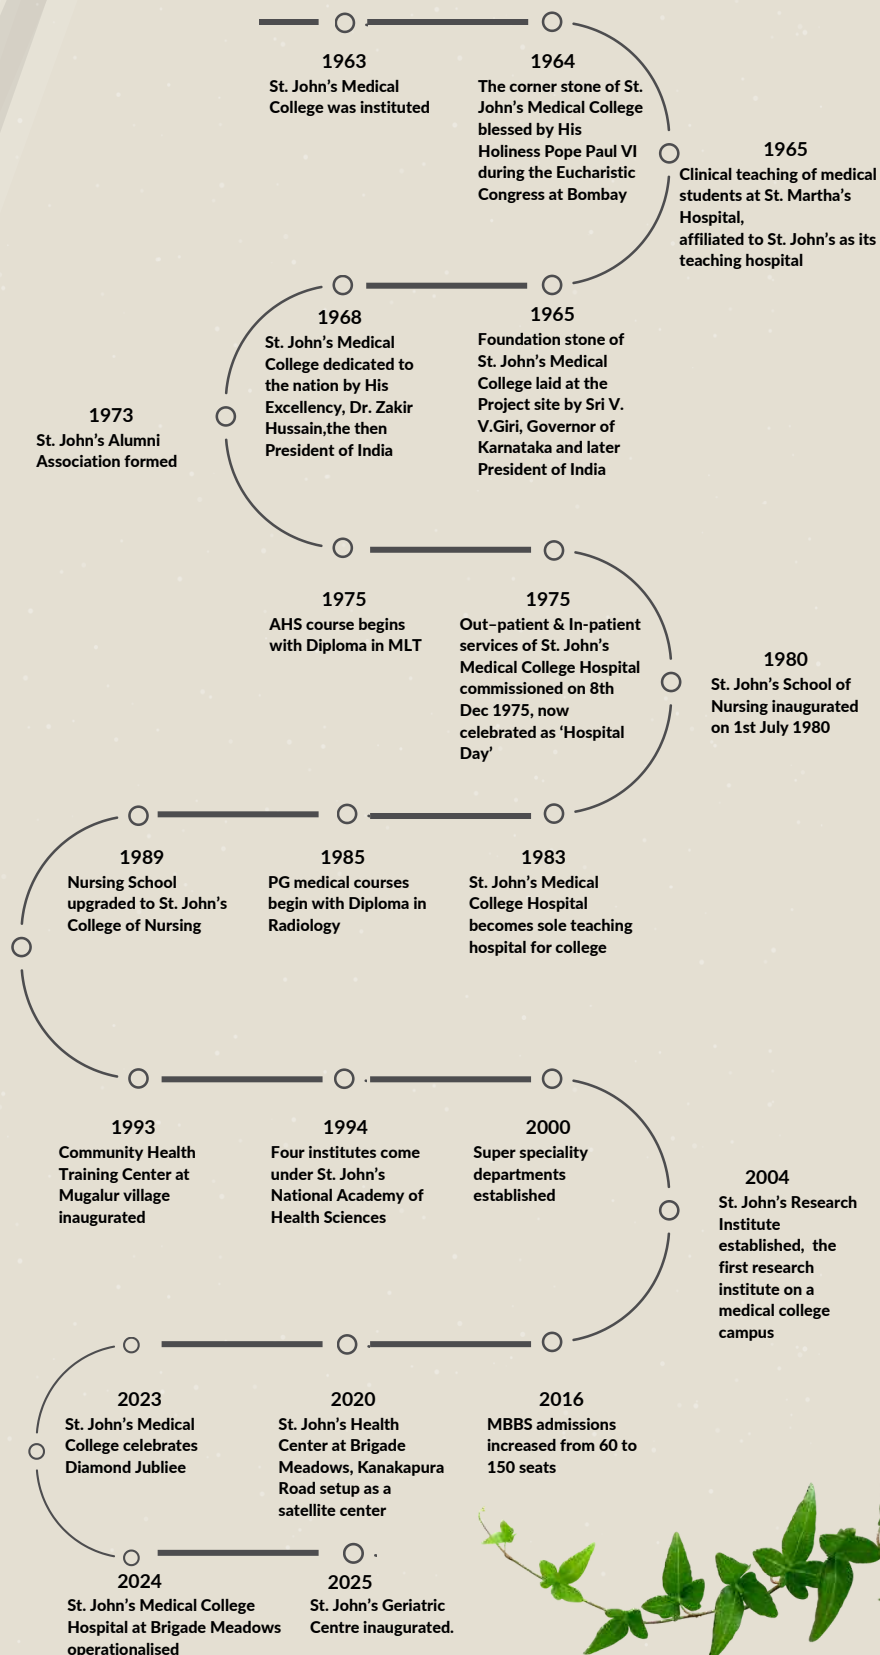 1963
St. John's Medical
College was instituted
1964
The corner stone of St.
John's Medical College
blessed by His
Holiness Pope Paul VI
during the Eucharistic
Congress at Bombay
1965
Clinical teaching of medical
students at St. Martha's
Hospital,
affiliated to St. John's as its
teaching hospital
1965
Foundation stone of
St. John's Medical
College laid at the
Project site by Sri V.
V.Giri, Governor of
Karnataka and later
President of India
1968
St. John's Medical
College dedicated to
the nation by His
Excellency, Dr. Zakir
Hussain,the then
President of India
1973
St. John's Alumni
Association formed
1975
AHS course begins
with Diploma in MLT
1975
Out–patient & In-patient
services of St. John's
Medical College Hospital
commissioned on 8th
Dec 1975, now
celebrated as ‘Hospital
Day’
1980
St. John's School of
Nursing inaugurated
on 1st July 1980
1983
St. John's Medical
College Hospital
becomes sole teaching
hospital for college
1985
PG medical courses
begin with Diploma in
Radiology
1989
Nursing School
upgraded to St. John's
College of Nursing
1993
Community Health
Training Center at
Mugalur village
inaugurated
1994
Four institutes come
under St. John's
National Academy of
Health Sciences
2000
Super speciality
departments
established
2004
St. John's Research
Institute
established,  the
first research
institute on a
medical college
campus
2016
MBBS admissions
increased from 60 to
150 seats
2020
St. John's Health
Center at Brigade
Meadows, Kanakapura
Road setup as a
satellite center
2023
St. John's Medical
College celebrates
Diamond Jubliee
2024
St. John's Medical College
Hospital at Brigade Meadows
operationalised
2025
St. John's Geriatric
Centre inaugurated.